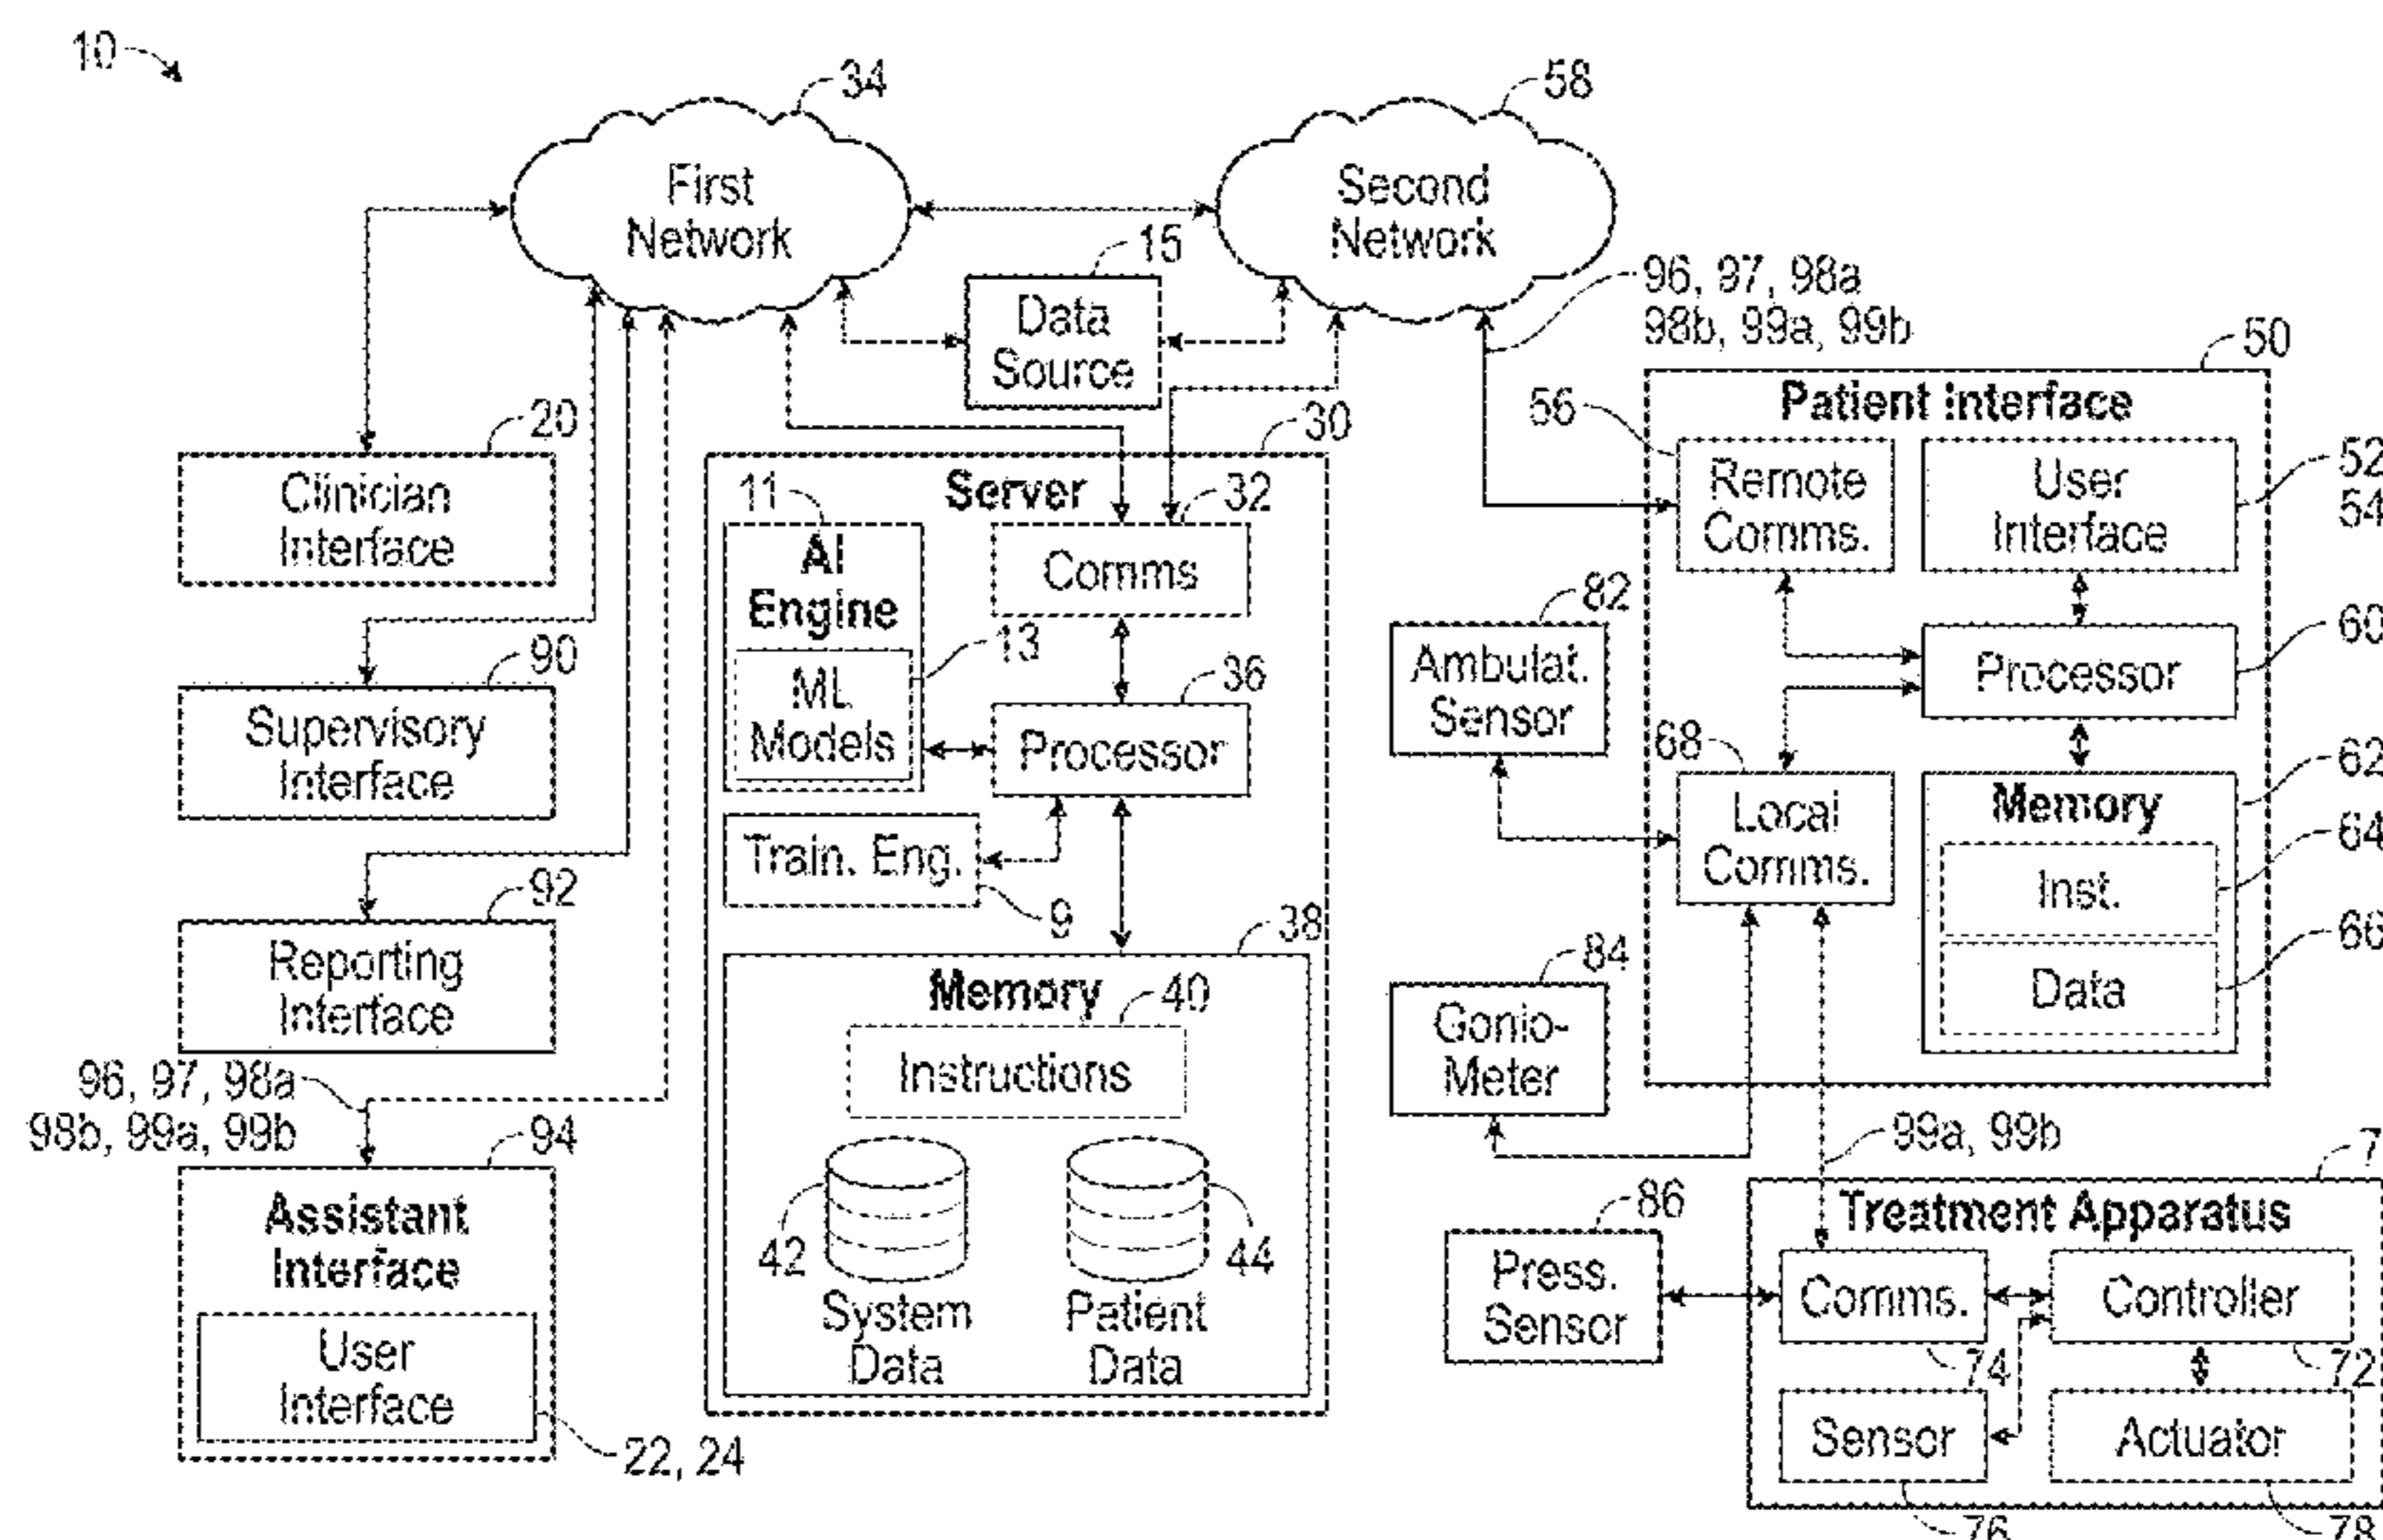 10
34
58
First
Network
Second
Network
15
Data
Source
96, 97, 98a
98b, 99a, 99b
50
Patient Interface
56
Remote
Comms.
User
Interface
52
54
20
Clinician
Interface
30
Server
11
32
AI
Engine
Comms
13
ML
Models
36
Processor
82
Ambulat.
Sensor
Processor
60
90
Supervisory
Interface
68
Local
Comms.
Memory
62
Inst.
64
Data
66
Train. Eng.
9
92
Reporting
Interface
38
Memory
40
Instructions
84
Gonio-
Meter
96, 97, 98a
98b, 99a, 99b
94
Assistant
Interface
User
Interface
22, 24
42
System
Data
44
Patient
Data
99a, 99b
7
86
Press.
Sensor
Treatment Apparatus
Comms.
74
Controller
72
Sensor
76
Actuator
78